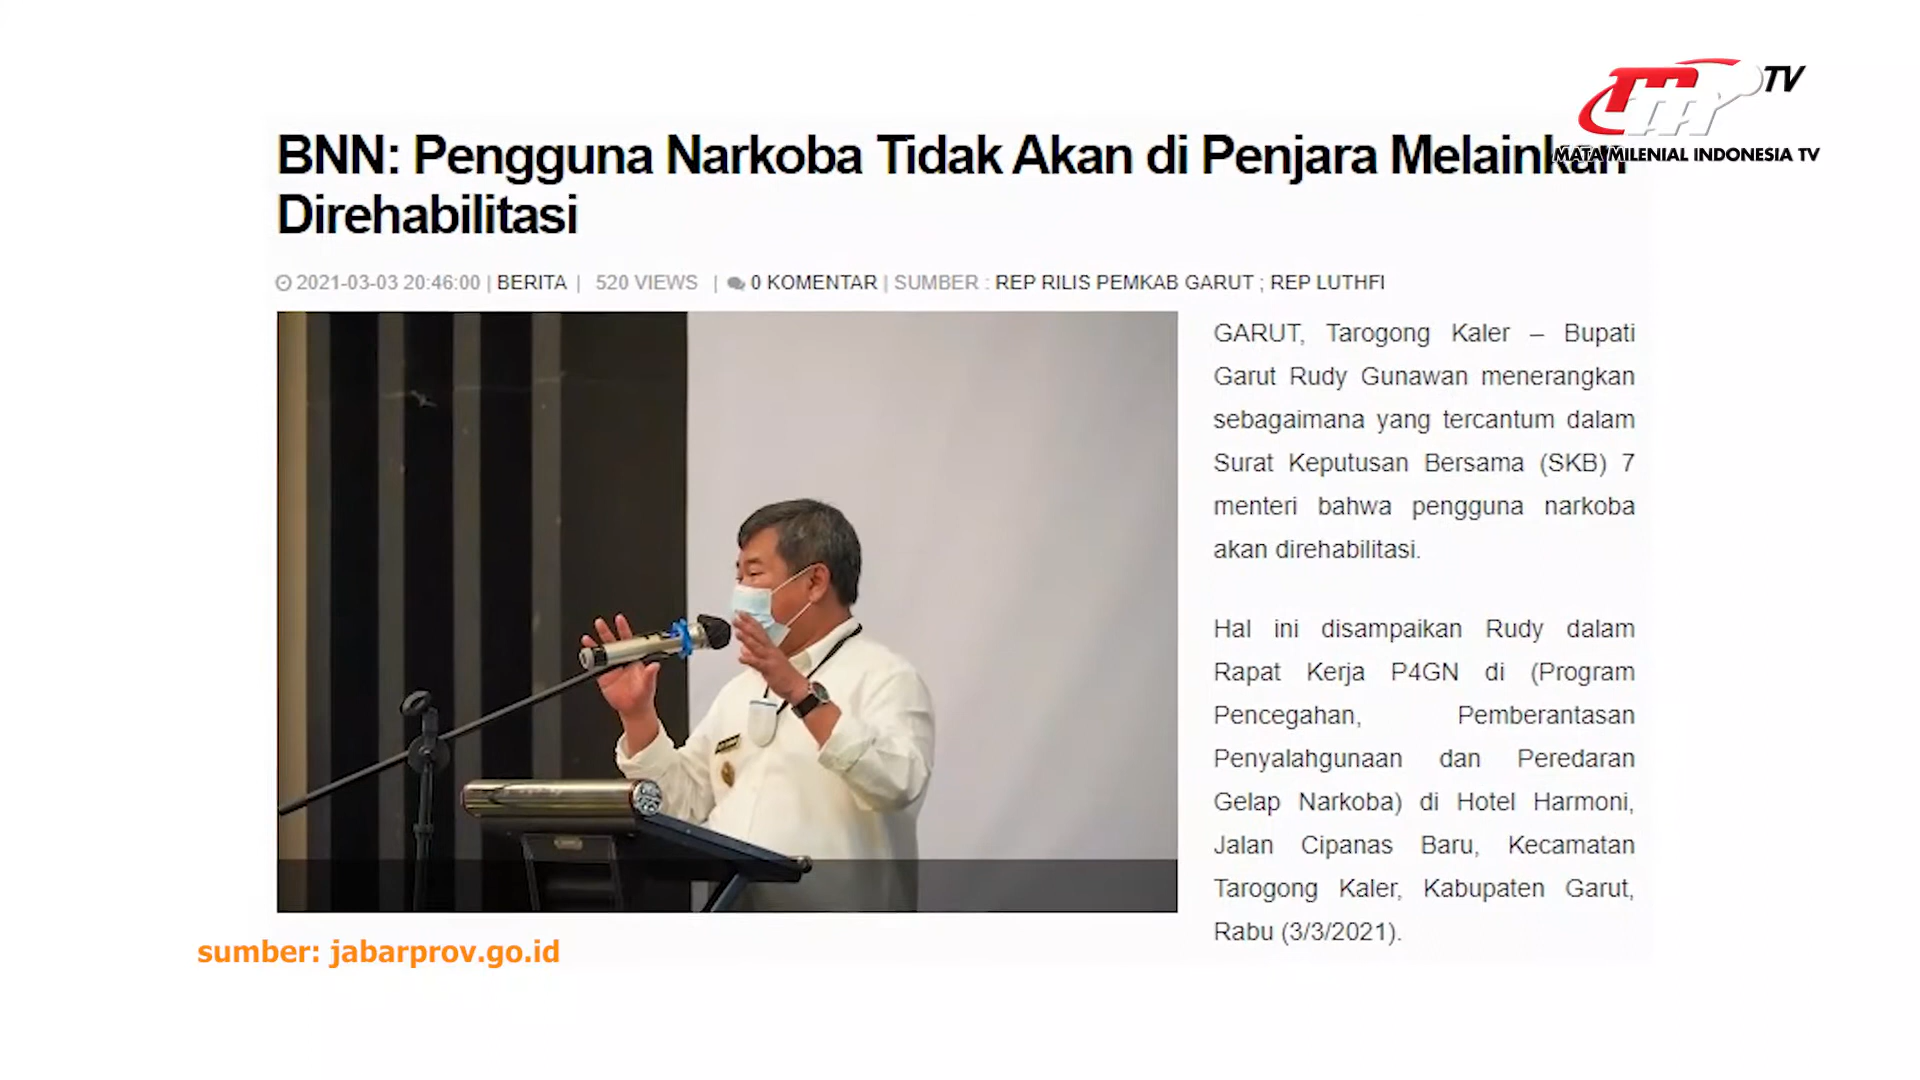 TV
MATA MILENIAL INDONESIA TV
BNN: Pengguna Narkoba Tidak Akan di Penjara Melainkan
Direhabilitasi
2021-03-03 20:46:00 | BERITA | 520 VIEWS | 0 KOMENTAR | SUMBER : REP RILIS PEMKAB GARUT ; REP LUTHFI
GARUT, Tarogong Kaler – Bupati
Garut Rudy Gunawan menerangkan
sebagaimana yang tercantum dalam
Surat Keputusan Bersama (SKB) 7
menteri bahwa pengguna narkoba
akan direhabilitasi.
Hal ini disampaikan Rudy dalam
Rapat Kerja P4GN di (Program
Pencegahan, Pemberantasan
Penyalahgunaan dan Peredaran
Gelap Narkoba) di Hotel Harmoni,
Jalan Cipanas Baru, Kecamatan
Tarogong Kaler, Kabupaten Garut,
Rabu (3/3/2021).
sumber: jabarprov.go.id